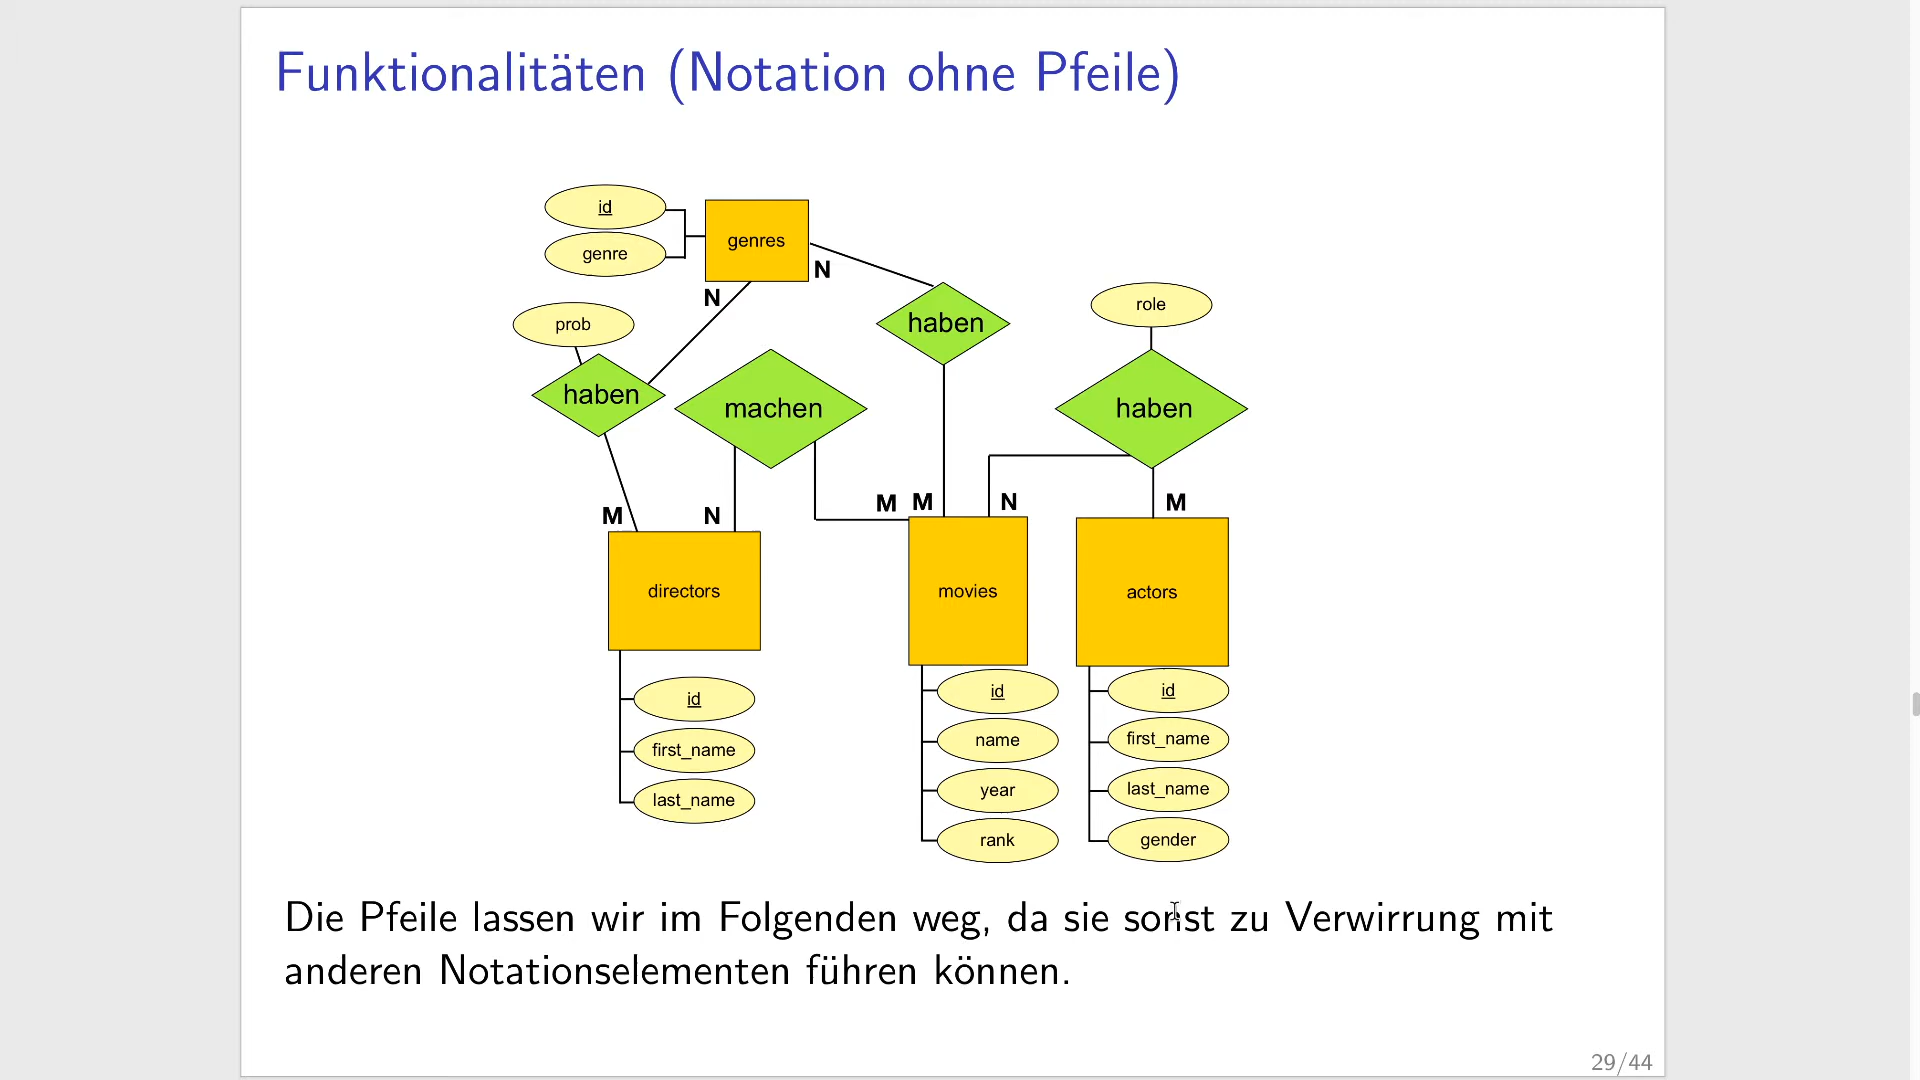 Funktionalitäten (Notation ohne Pfeile)
id
genre
genres
N
N
prob
haben
role
haben
machen
haben
M
N
M
M
N
M
directors
movies
actors
id
first_name
last_name
id
name
year
rank
id
first_name
last_name
gender
Die Pfeile lassen wir im Folgenden weg, da sie sonst zu Verwirrung mit
anderen Notationselementen führen können.
29/44